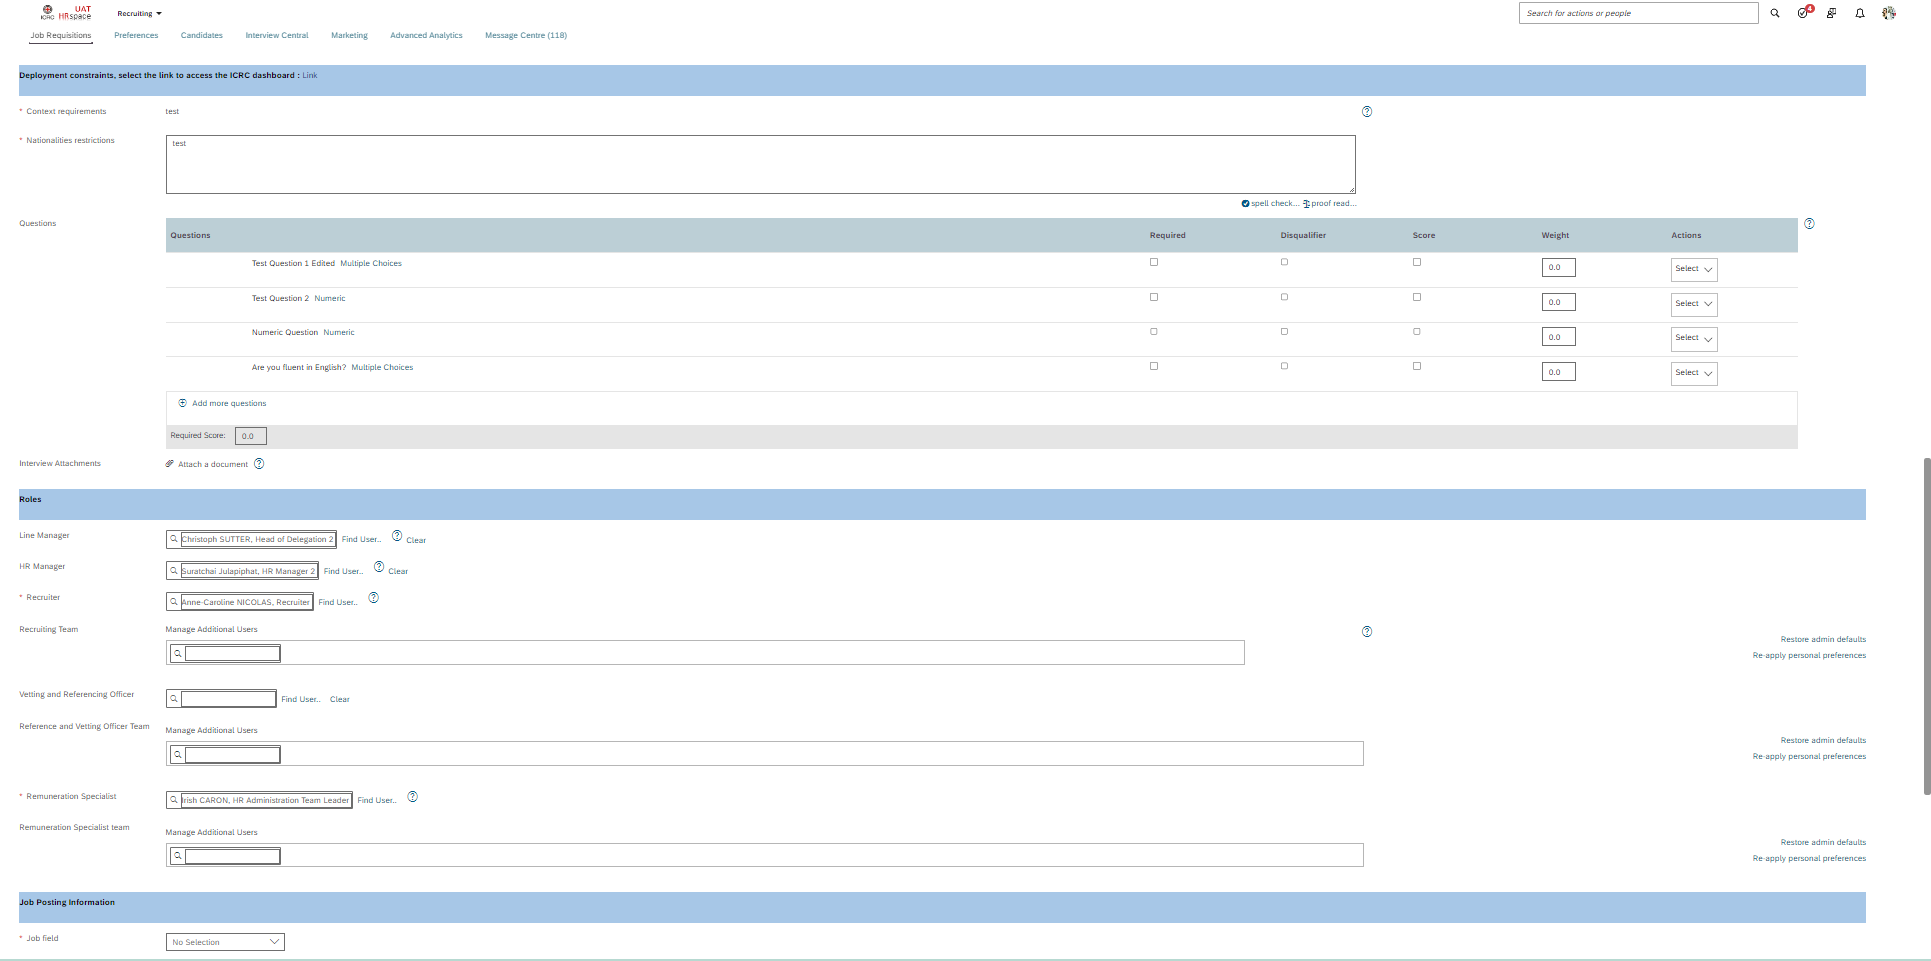 ICRC UAT HRspace Recruiting Search for actions or people 4
Job Requisitions Preferences Candidates Interview Central Marketing Advanced Analytics Message Centre (118)
Deployment constraints, select the link to access the ICRC dashboard : Link
* Context requirements test ?
* Nationalities restrictions test
spell check... proof read...
Questions ?
Questions Required Disqualifier Score Weight Actions
Test Question 1 Edited Multiple Choices 0.0 Select
Test Question 2 Numeric 0.0 Select
Numeric Question Numeric 0.0 Select
Are you fluent in English? Multiple Choices 0.0 Select
Add more questions
Required Score: 0.0
Interview Attachments Attach a document ?
Roles
Line Manager Christoph SUTTER, Head of Delegation 2 Find User.. ? Clear
HR Manager Suratchai Julapiphat, HR Manager 2 Find User.. ? Clear
* Recruiter Anne-Caroline NICOLAS, Recruiter Find User.. ?
Recruiting Team Manage Additional Users ?
Restore admin defaults
Re-apply personal preferences
Vetting and Referencing Officer Find User.. Clear
Reference and Vetting Officer Team Manage Additional Users
Restore admin defaults
Re-apply personal preferences
* Remuneration Specialist Irish CARON, HR Administration Team Leader Find User.. ?
Remuneration Specialist team Manage Additional Users
Restore admin defaults
Re-apply personal preferences
Job Posting Information
* Job field No Selection